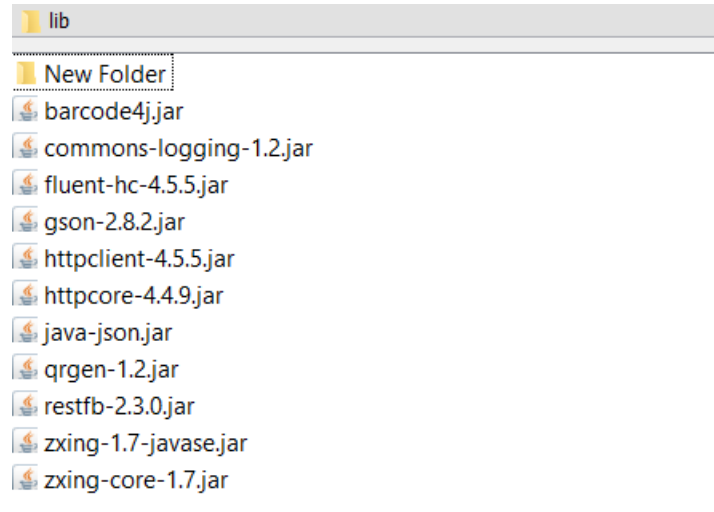 lib
New Folder
barcode4j.jar
commons-logging-1.2.jar
fluent-hc-4.5.5.jar
gson-2.8.2.jar
httpclient-4.5.5.jar
httpcore-4.4.9.jar
java-json.jar
qrgen-1.2.jar
restfb-2.3.0.jar
zxing-1.7-javase.jar
zxing-core-1.7.jar